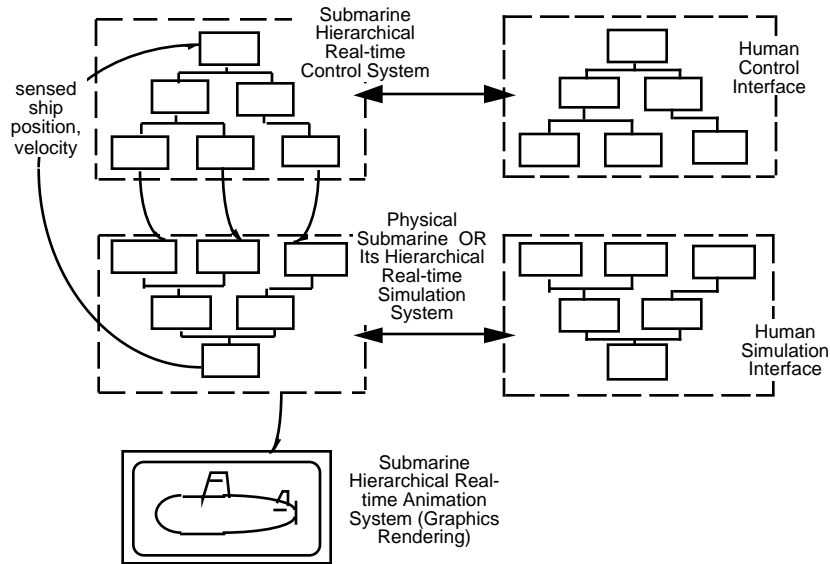 Submarine
Hierarchical
Real-time
Control System
Human
Control
Interface
sensed
ship
position,
velocity
Physical
Submarine OR
Its Hierarchical
Real-time
Simulation
System
Human
Simulation
Interface
Submarine
Hierarchical Real-
time Animation
System (Graphics
Rendering)